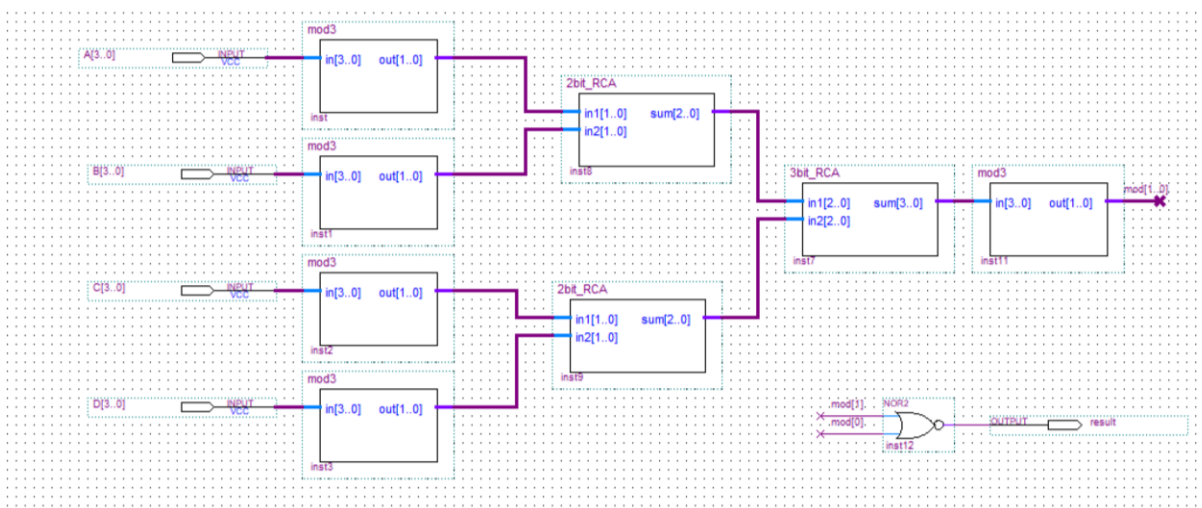 mod3
A[3..0]
INPUT
VCC
in[3..0] out[1..0]
inst
2bit_RCA
in1[1..0] sum[2..0]
in2[1..0]
inst8
mod3
B[3..0]
INPUT
VCC
in[3..0] out[1..0]
inst1
3bit_RCA
in1[2..0] sum[3..0]
in2[2..0]
inst7
mod3
in[3..0] out[1..0]
inst11
mod[1..0]
mod3
C[3..0]
INPUT
VCC
in[3..0] out[1..0]
inst2
2bit_RCA
in1[1..0] sum[2..0]
in2[1..0]
inst9
mod3
D[3..0]
INPUT
VCC
in[3..0] out[1..0]
inst3
mod[1]
mod[0]
NOR2
inst12
OUTPUT
result